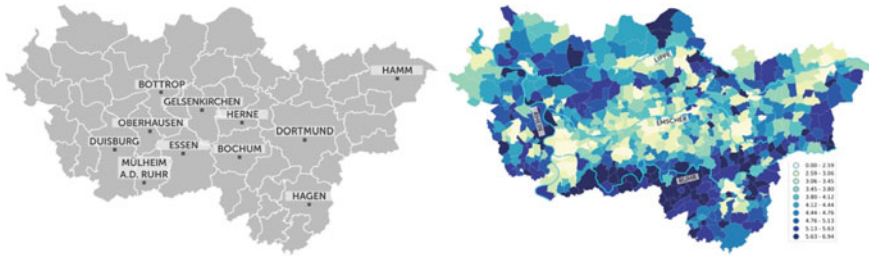 HAMM
BOTTROP
GELSENKIRCHEN
HERNE
OBERHAUSEN
DORTMUND
DUISBURG
ESSEN
BOCHUM
MÜLHEIM
A.D. RUHR
HAGEN
LIPPE
RHEIN
EMSCHER
RUHR
0.00 - 2.59
2.59 - 3.06
3.06 - 3.45
3.45 - 3.80
3.80 - 4.12
4.12 - 4.44
4.44 - 4.76
4.76 - 5.13
5.13 - 5.63
5.63 - 6.94